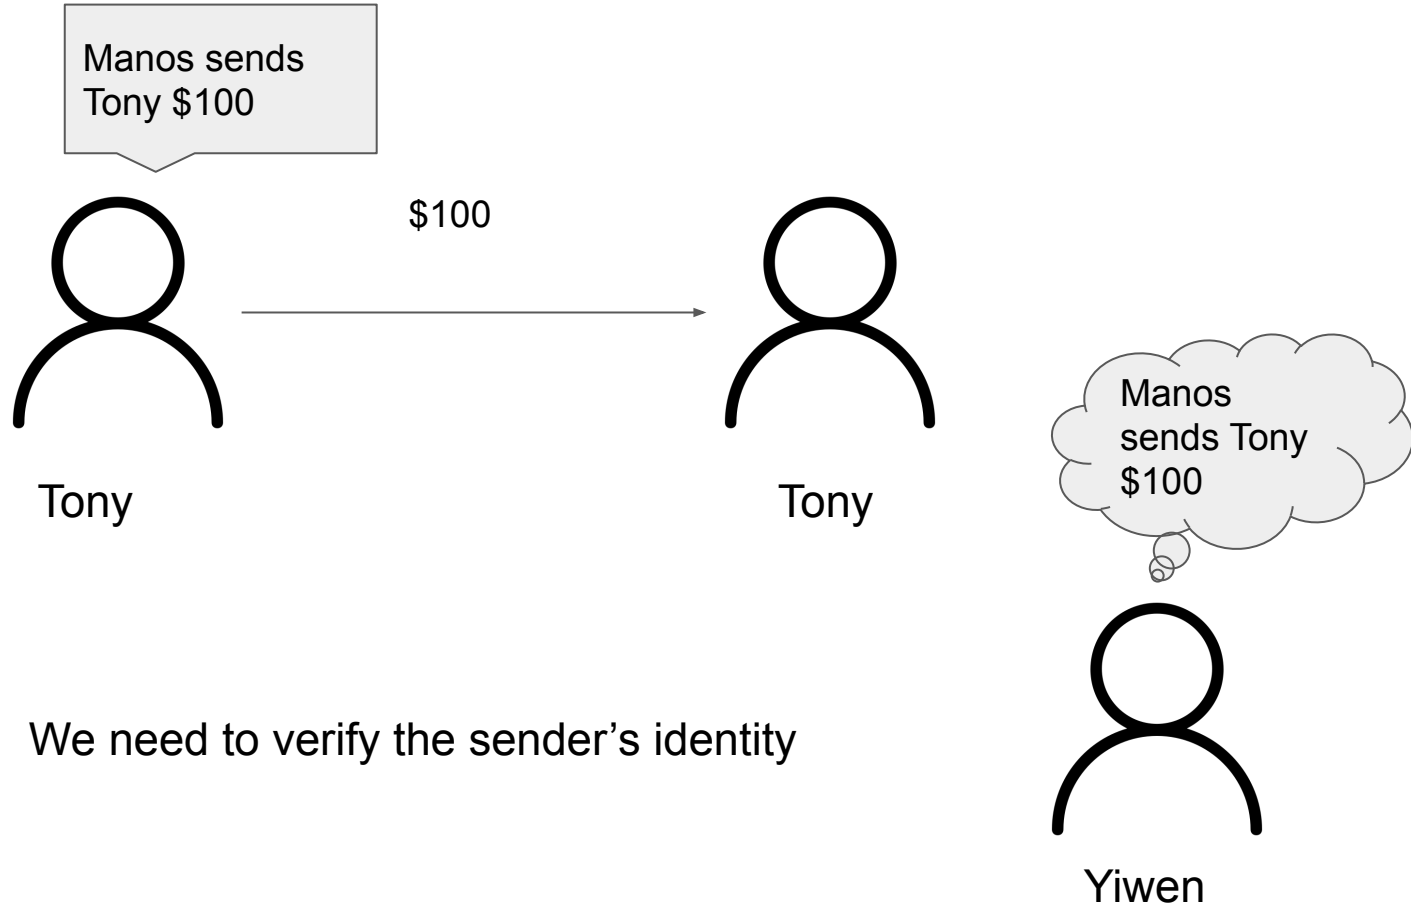 Manos sends
Tony $100
$100
Tony
Tony
Manos
sends Tony
$100
We need to verify the sender’s identity
Yiwen